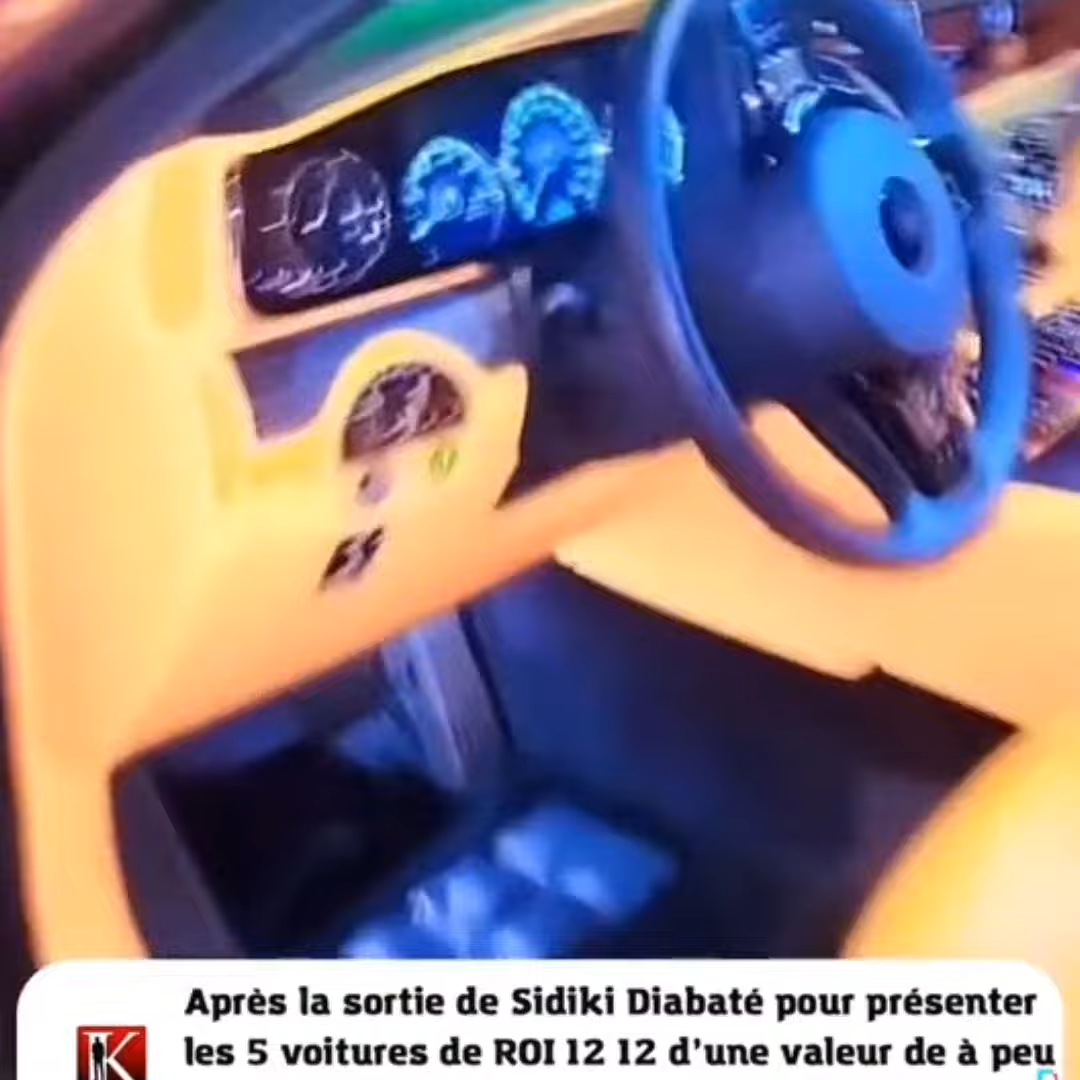 Après la sortie de Sidiki Diabaté pour présenter
K les 5 voitures de ROI 12 12 d'une valeur de à peu